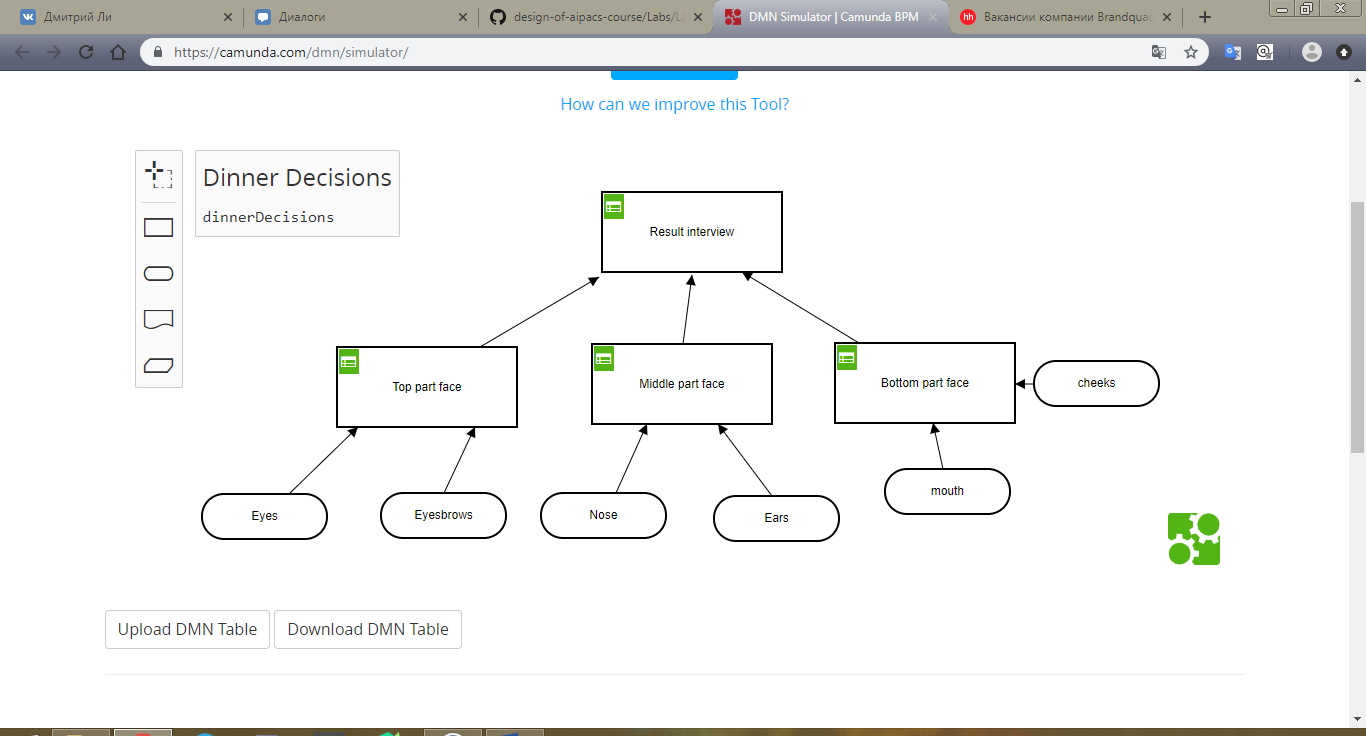 Дмитрий Ли
Диалоги
design-of-aipacs-course/Labs/La
DMN Simulator | Camunda BPM
hh
Вакансии компании Brandquad
https://camunda.com/dmn/simulator/
How can we improve this Tool?
Dinner Decisions
dinnerDecisions
Result interview
Top part face
Middle part face
Bottom part face
cheeks
mouth
Eyes
Eyesbrows
Nose
Ears
Upload DMN Table
Download DMN Table